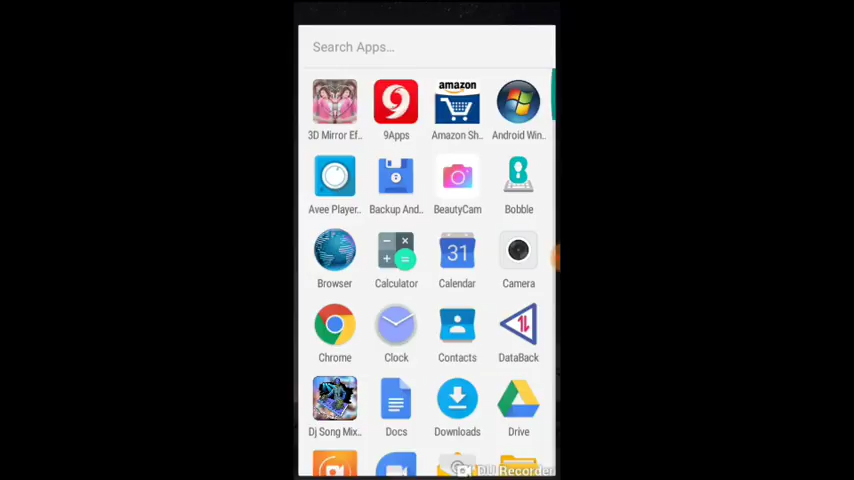 Search Apps...
amazon
3D Mirror Ef..
9Apps
Amazon Sh..
Android Win..
Avee Player..
Backup And..
BeautyCam
Bobble
31
Browser
Calculator
Calendar
Camera
Chrome
Clock
Contacts
DataBack
Dj Song Mix..
Docs
Downloads
Drive
DU Recorder